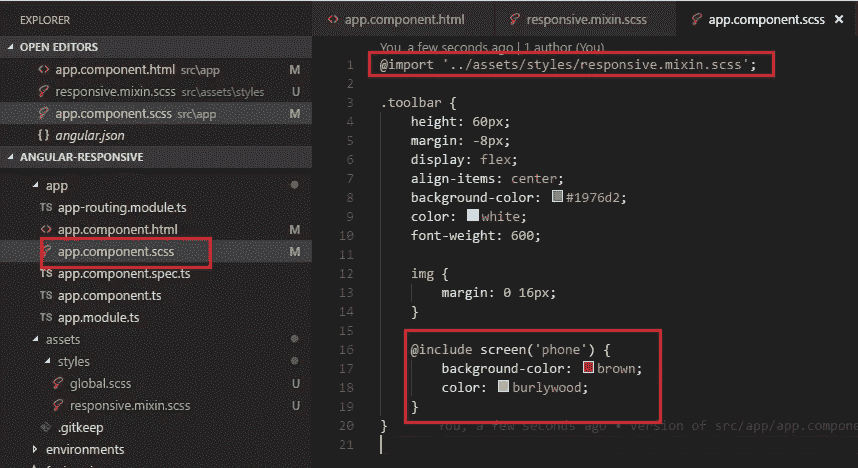 EXPLORER
OPEN EDITORS
app.component.html src\app M
responsive.mixin.scss src\assets\styles U
app.component.scss src\app M
{} angular.json
ANGULAR-RESPONSIVE
app
TS app-routing.module.ts
app.component.html M
app.component.scss M
TS app.component.spec.ts
TS app.component.ts
TS app.module.ts
assets
styles
global.scss U
responsive.mixin.scss U
.gitkeep
environments
app.component.html
responsive.mixin.scss
app.component.scss
You, a few seconds ago | 1 author (You)
1 @import '../assets/styles/responsive.mixin.scss';
2
3 .toolbar {
4 height: 60px;
5 margin: -8px;
6 display: flex;
7 align-items: center;
8 background-color: #1976d2;
9 color: white;
10 font-weight: 600;
11
12 img {
13 margin: 0 16px;
14 }
15
16 @include screen('phone') {
17 background-color: brown;
18 color: burlywood;
19 }
20 } You, a few seconds ago • version of src/app/app.compone
21